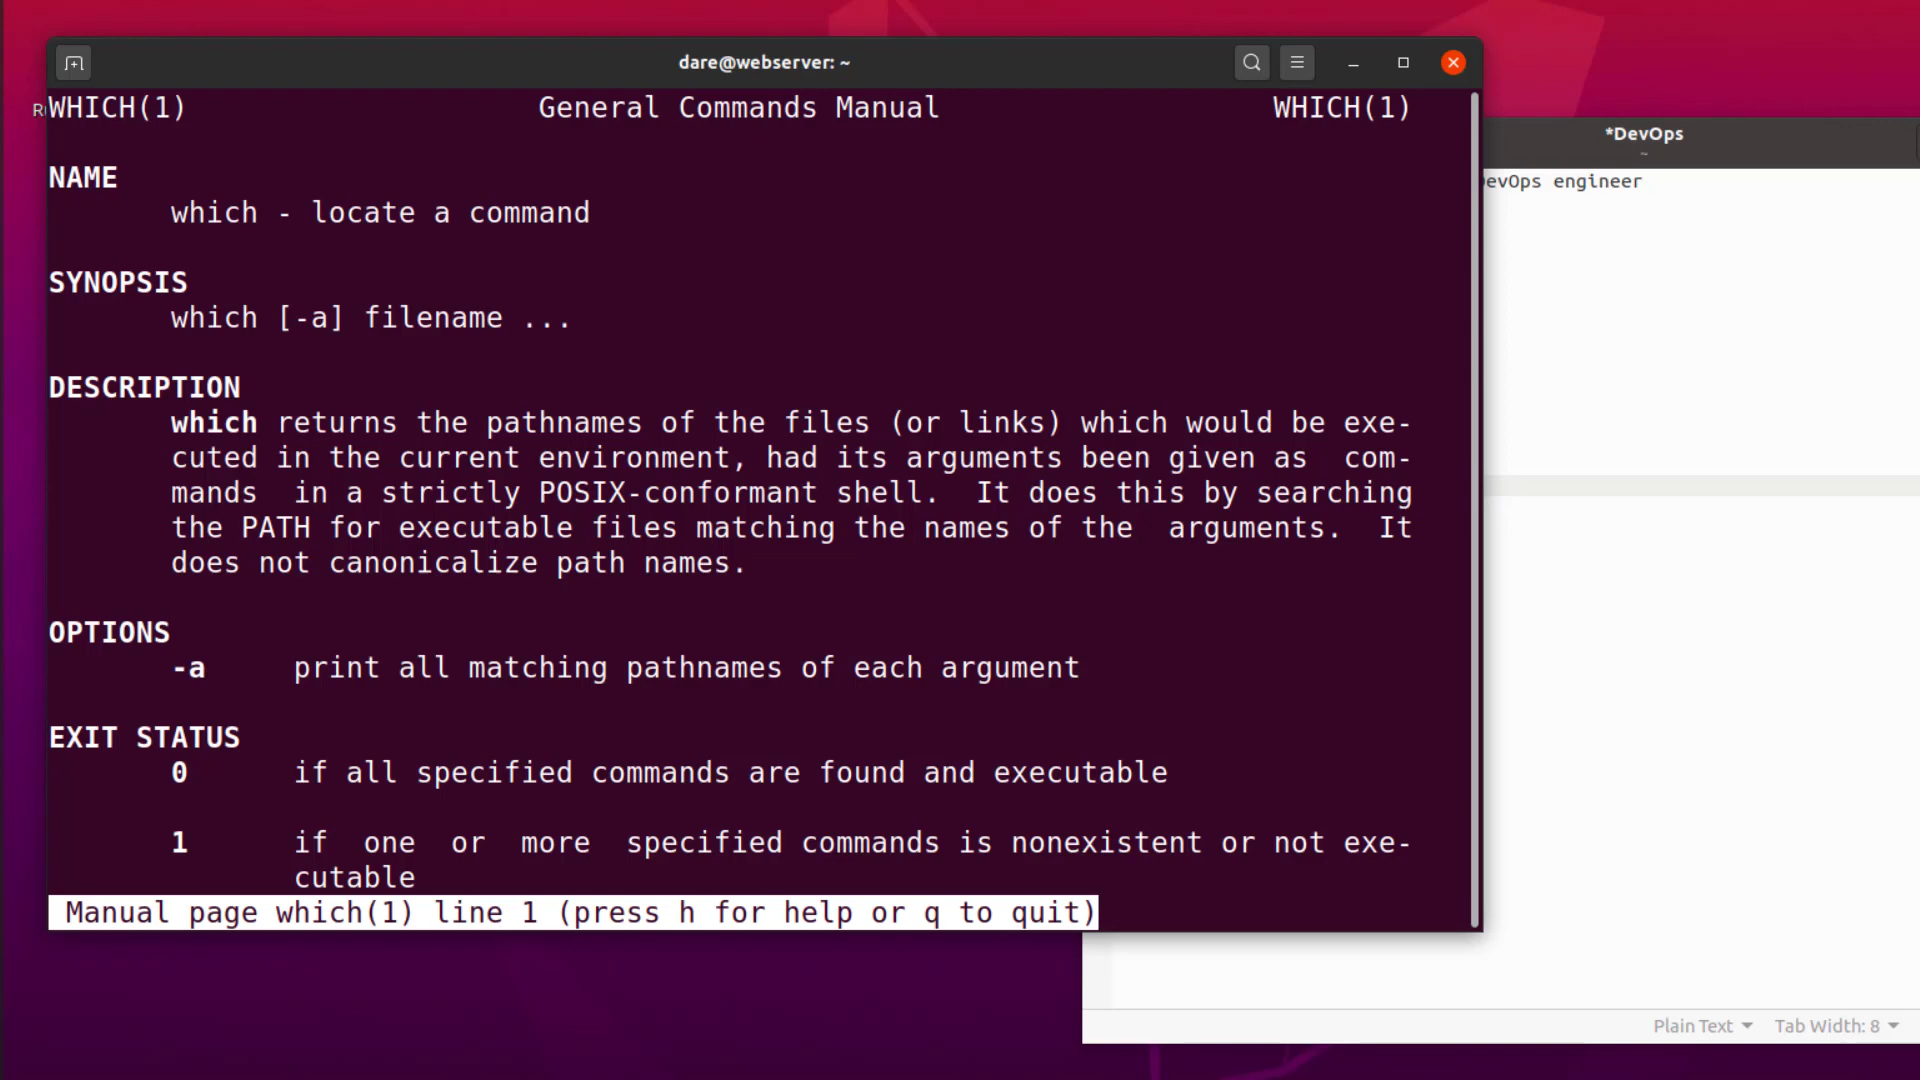 dare@webserver: ~
WHICH(1) General Commands Manual WHICH(1)
NAME
which - locate a command
SYNOPSIS
which [-a] filename ...
DESCRIPTION
which returns the pathnames of the files (or links) which would be exe-
cuted in the current environment, had its arguments been given as com-
mands in a strictly POSIX-conformant shell. It does this by searching
the PATH for executable files matching the names of the arguments. It
does not canonicalize path names.
OPTIONS
-a print all matching pathnames of each argument
EXIT STATUS
0 if all specified commands are found and executable
1 if one or more specified commands is nonexistent or not exe-
cutable
Manual page which(1) line 1 (press h for help or q to quit)
*DevOps
~
engineer
Plain Text Tab Width: 8